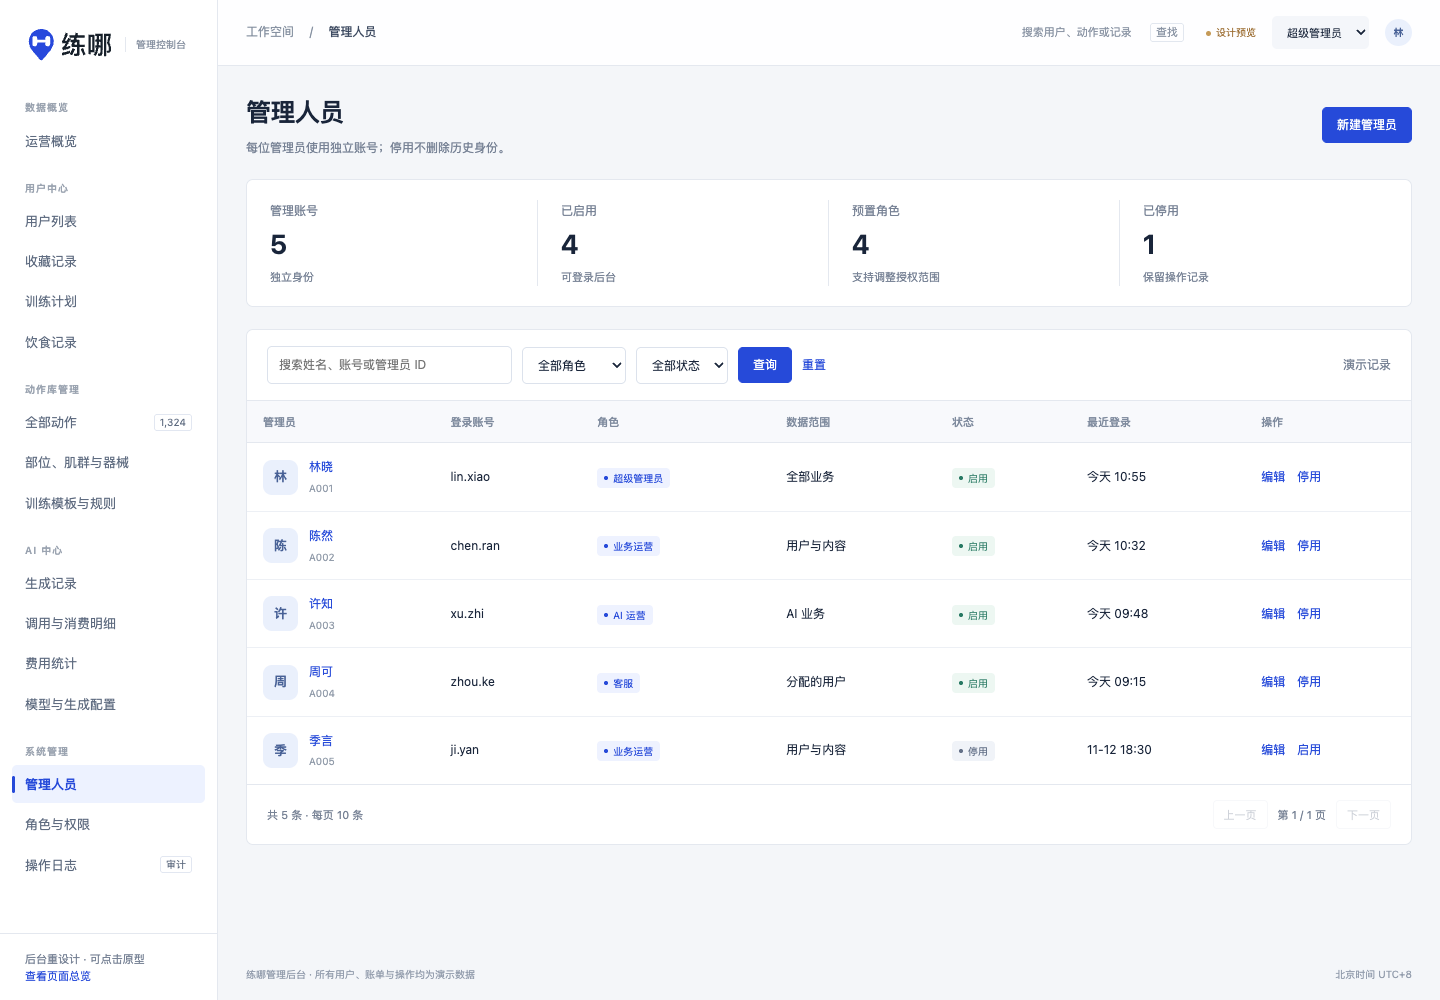 练哪 管理控制台
数据概览
运营概览
用户中心
用户列表
收藏记录
训练计划
饮食记录
动作库管理
全部动作 1,324
部位、肌群与器械
训练模板与规则
AI 中心
生成记录
调用与消费明细
费用统计
模型与生成配置
系统管理
管理人员
角色与权限
操作日志 审计
后台重设计 · 可点击原型
查看页面总览
工作空间 / 管理人员 搜索用户、动作或记录 查找 设计预览 超级管理员 林
管理人员
每位管理员使用独立账号；停用不删除历史身份。
新建管理员
管理账号 已启用 预置角色 已停用
5 4 4 1
独立身份 可登录后台 支持调整授权范围 保留操作记录
搜索姓名、账号或管理员 ID 全部角色 全部状态 查询 重置 演示记录
管理员 登录账号 角色 数据范围 状态 最近登录 操作
林 林晓 A001 lin.xiao 超级管理员 全部业务 启用 今天 10:55 编辑 停用
陈 陈然 A002 chen.ran 业务运营 用户与内容 启用 今天 10:32 编辑 停用
许 许知 A003 xu.zhi AI 运营 AI 业务 启用 今天 09:48 编辑 停用
周 周可 A004 zhou.ke 客服 分配的用户 启用 今天 09:15 编辑 停用
季 季言 A005 ji.yan 业务运营 用户与内容 停用 11-12 18:30 编辑 启用
共 5 条 · 每页 10 条 上一页 第 1 / 1 页 下一页
练哪管理后台 · 所有用户、账单与操作均为演示数据 北京时间 UTC+8